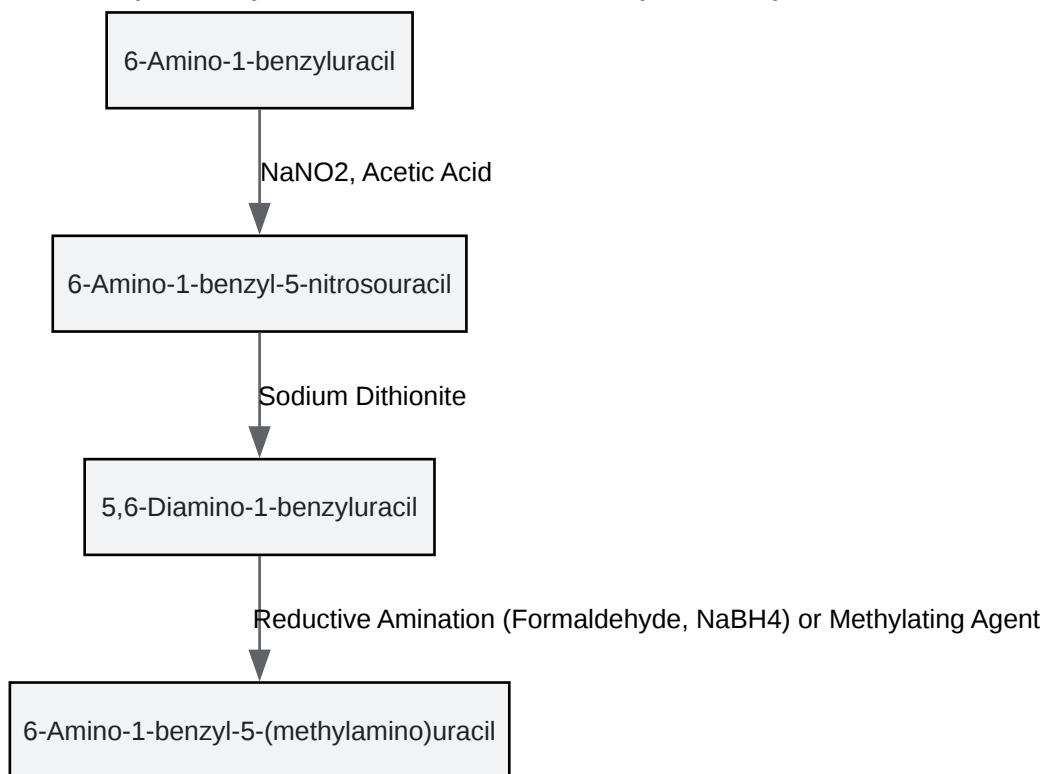 6-Amino-1-benzyluracil
NaNO2, Acetic Acid
6-Amino-1-benzyl-5-nitrosouracil
Sodium Dithionite
5,6-Diamino-1-benzyluracil
Reductive Amination (Formaldehyde, NaBH4) or Methylating Agent
6-Amino-1-benzyl-5-(methylamino)uracil